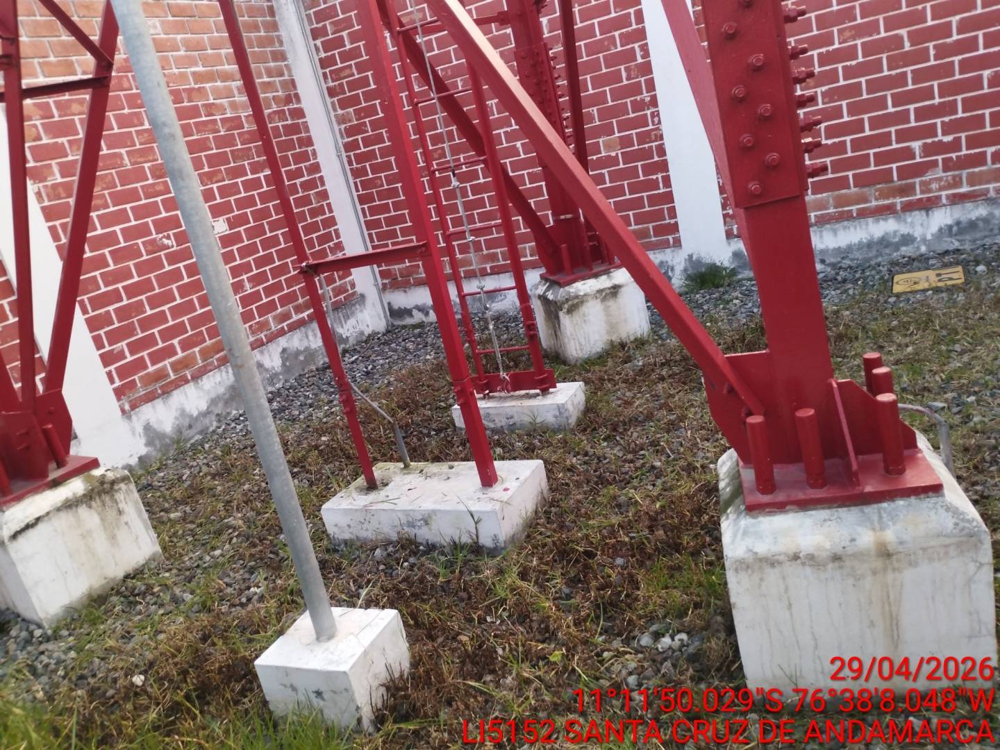 29/04/2026
11°11'50.029"S 76°38'8.048"W
LI5152 SANTA CRUZ DE ANDAMARCA